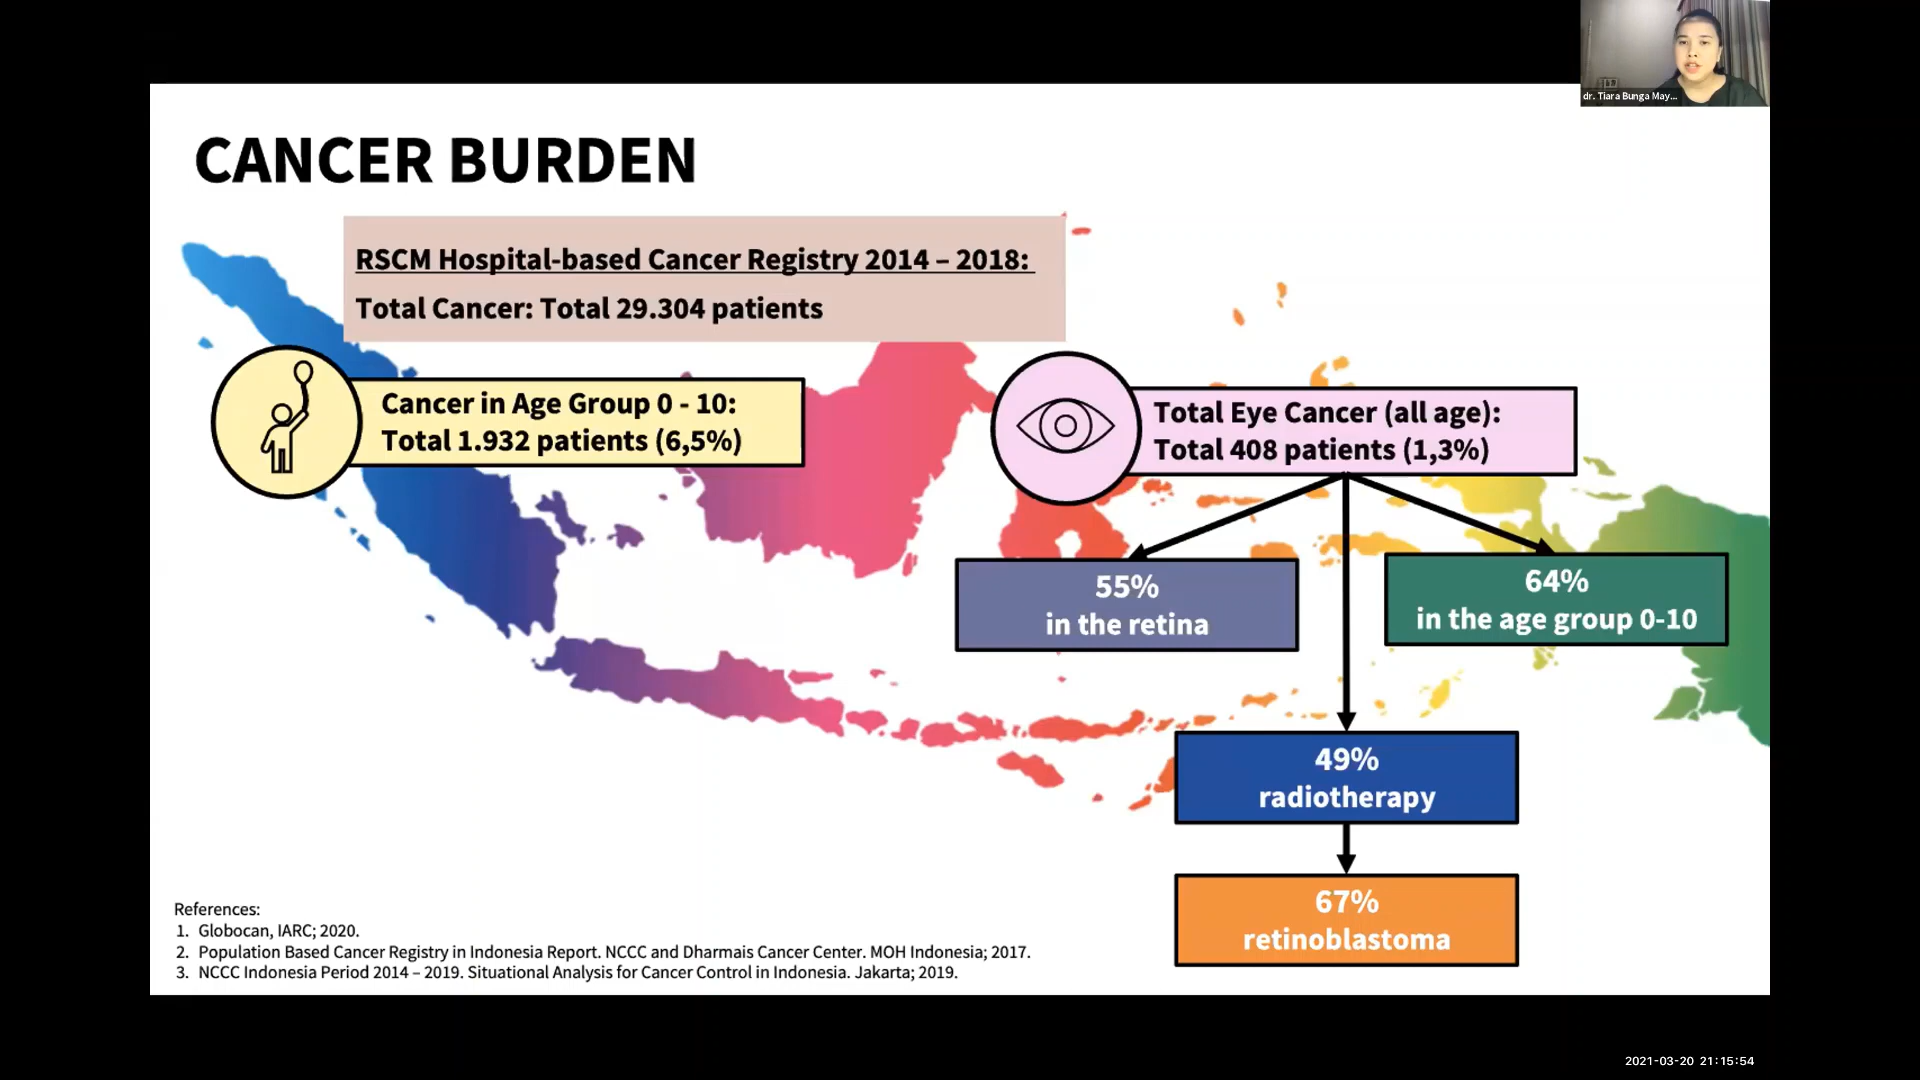 dr. Tiara Bunga May...
CANCER BURDEN
RSCM Hospital-based Cancer Registry 2014 – 2018:
Total Cancer: Total 29.304 patients
Cancer in Age Group 0 - 10:
Total 1.932 patients (6,5%)
Total Eye Cancer (all age):
Total 408 patients (1,3%)
55%
in the retina
64%
in the age group 0-10
49%
radiotherapy
67%
retinoblastoma
References:
1. Globocan, IARC; 2020.
2. Population Based Cancer Registry in Indonesia Report. NCCC and Dharmais Cancer Center. MOH Indonesia; 2017.
3. NCCC Indonesia Period 2014 – 2019. Situational Analysis for Cancer Control in Indonesia. Jakarta; 2019.
2021-03-20 21:15:54